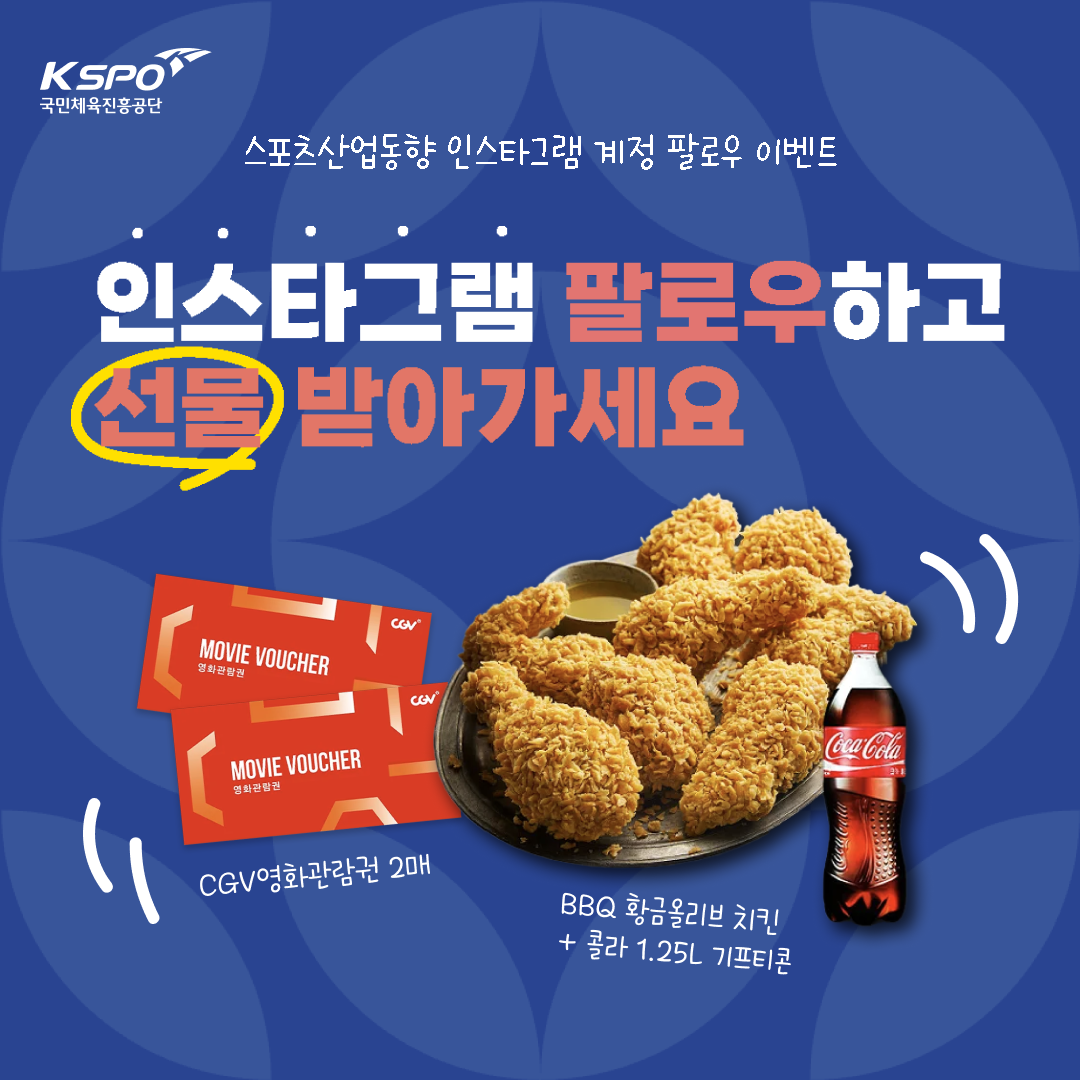 KSPO
국민체육진흥공단
스포츠산업동향 인스타그램 계정 팔로우 이벤트
인스타그램 팔로우하고
선물 받아가세요
CGV
MOVIE VOUCHER
영화관람권
CGV
MOVIE VOUCHER
영화관람권
Coca-Cola
CGV영화관람권 2매
BBQ 황금올리브 치킨
+ 콜라 1.25L 기프티콘